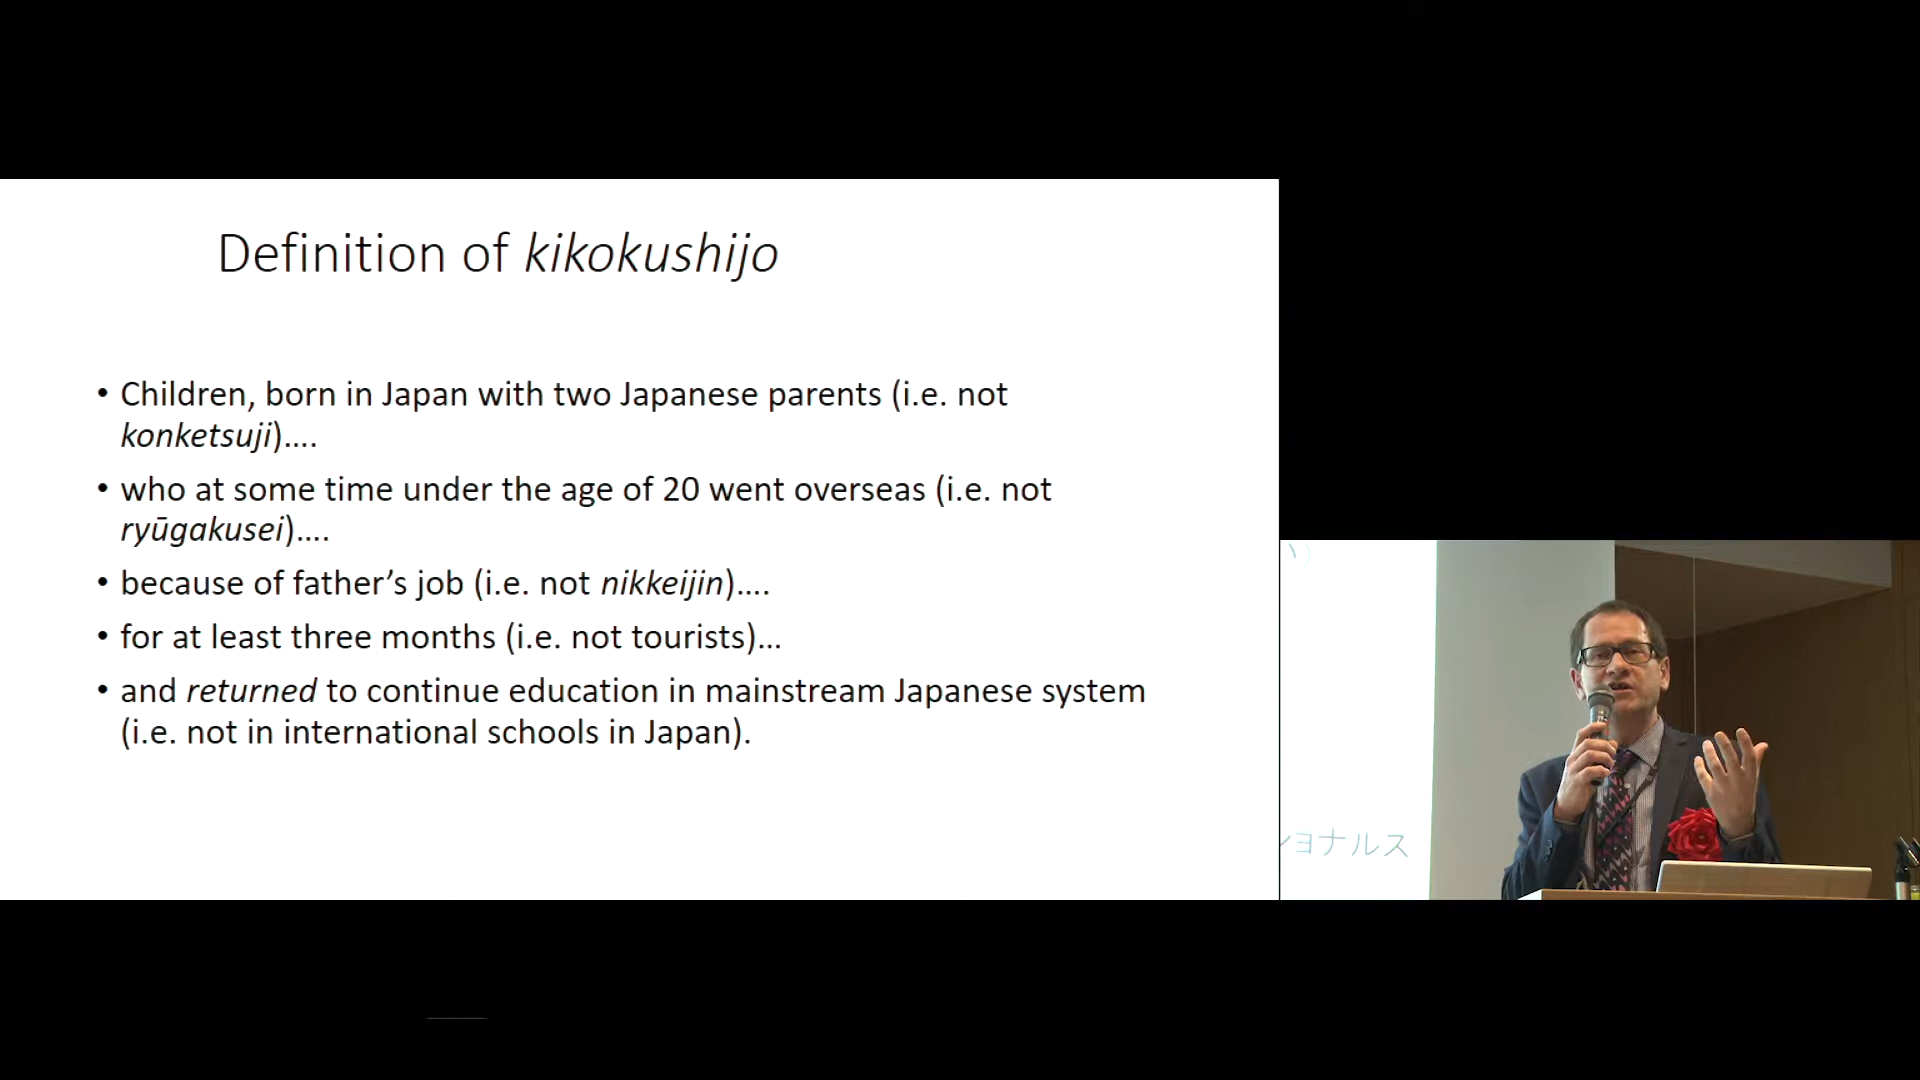 Definition of kikokushijo
• Children, born in Japan with two Japanese parents (i.e. not
konketsuji)….
• who at some time under the age of 20 went overseas (i.e. not
ryūgakusei)….
• because of father’s job (i.e. not nikkeijin)….
• for at least three months (i.e. not tourists)…
• and returned to continue education in mainstream Japanese system
(i.e. not in international schools in Japan).
ショナルス